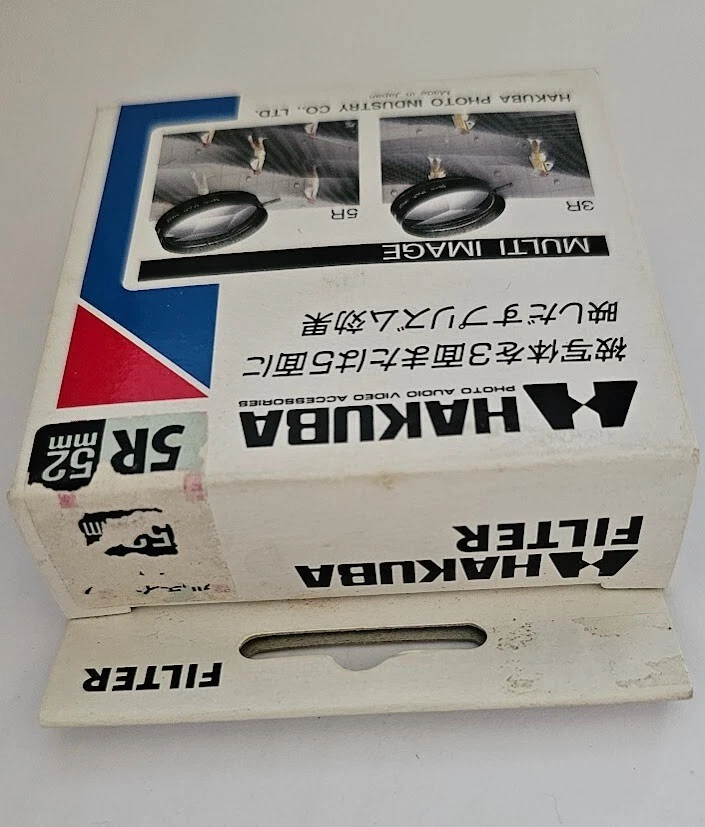 FILTER
HAKUBA
FILTER
HAKUBA
PHOTO AUDIO VIDEO ACCESSORIES
5R 52 mm
被写体を3面または5面に
映しだすプリズム効果
MULTI IMAGE
3R
5R
HAKUBA PHOTO INDUSTRY CO., LTD.
Made in Japan